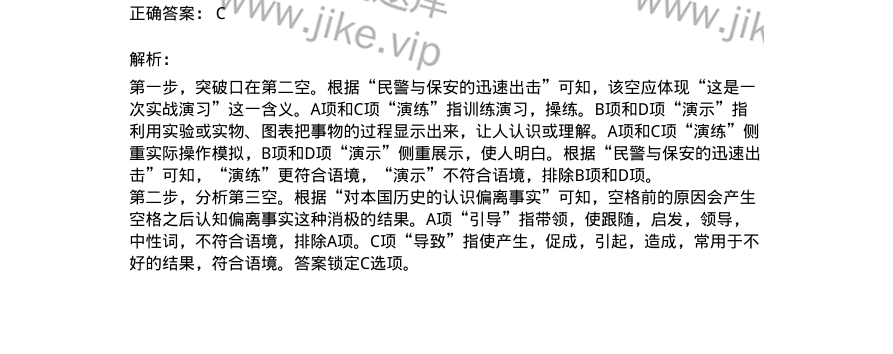 正确答案： C
www.jike.vip
www.jike.vip
解析：
第一步，突破口在第二空。根据“民警与保安的迅速出击”可知，该空应体现“这是一
次实战演习”这一含义。A项和C项“演练”指训练演习，操练。B项和D项“演示”指
利用实验或实物、图表把事物的过程显示出来，让人认识或理解。A项和C项“演练”侧
重实际操作模拟，B项和D项“演示”侧重展示，使人明白。根据“民警与保安的迅速出
击”可知，“演练”更符合语境，“演示”不符合语境，排除B项和D项。
第二步，分析第三空。根据“对本国历史的认识偏离事实”可知，空格前的原因会产生
空格之后认知偏离事实这种消极的结果。A项“引导”指带领，使跟随，启发，领导，
中性词，不符合语境，排除A项。C项“导致”指使产生，促成，引起，造成，常用于不
好的结果，符合语境。答案锁定C选项。